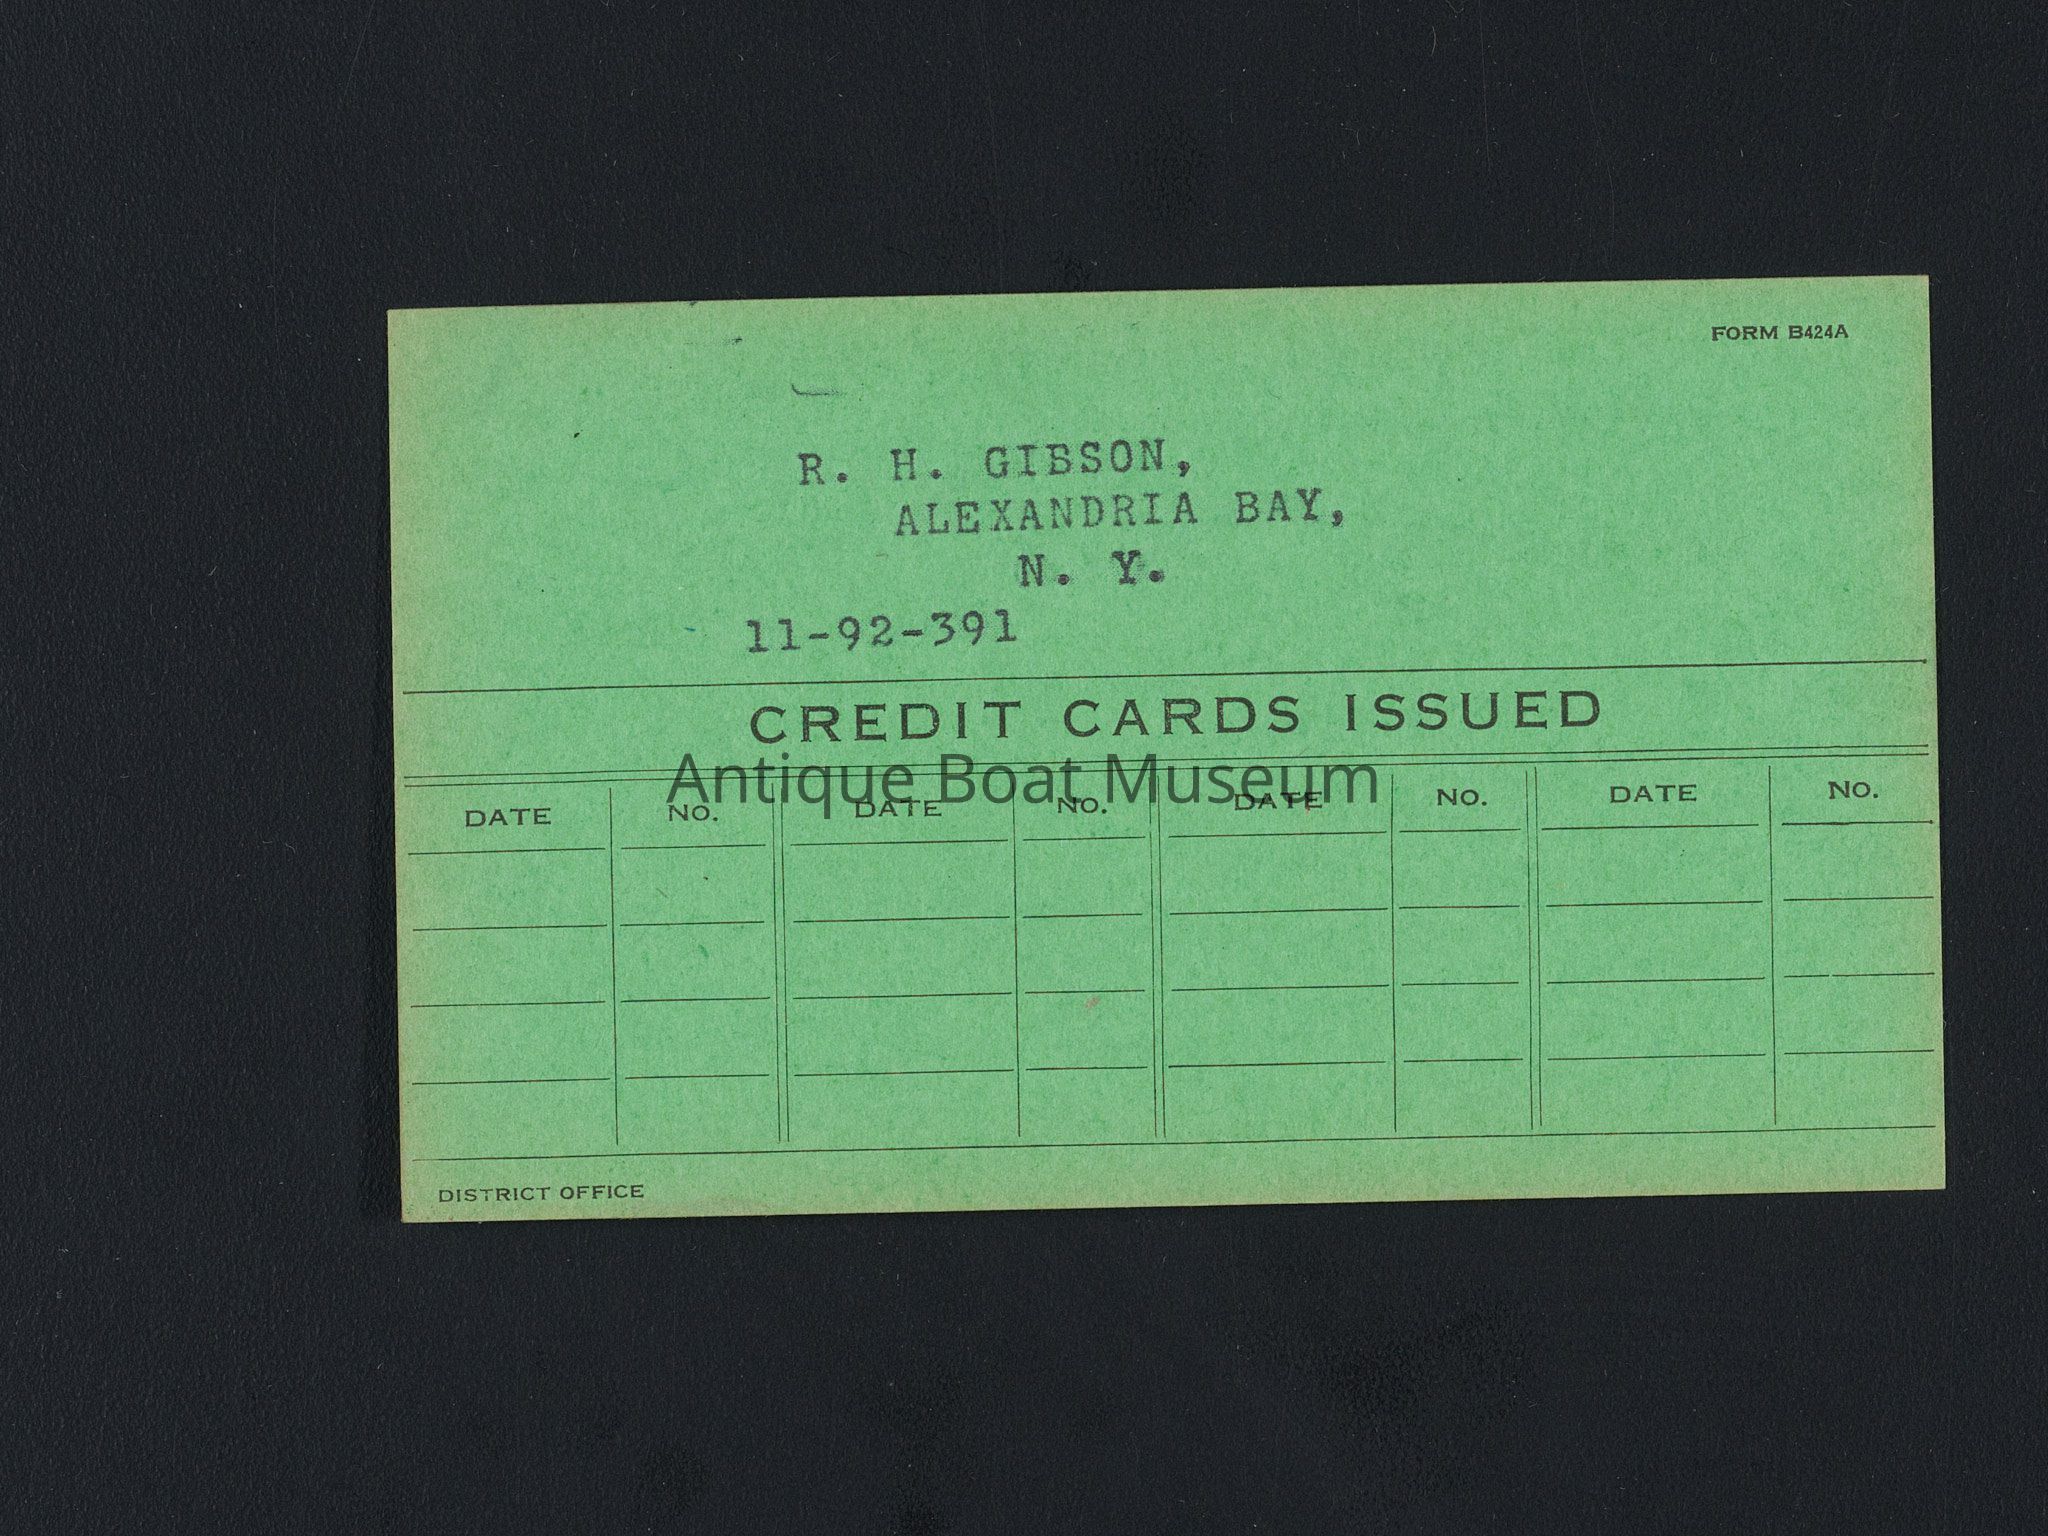 FORM B424A
R. H. GIBSON,
ALEXANDRIA BAY,
N. Y.
11-92-391
CREDIT CARDS ISSUED
Antique Boat Museum
DATE NO. DATE NO. DATE NO. DATE NO.
DISTRICT OFFICE